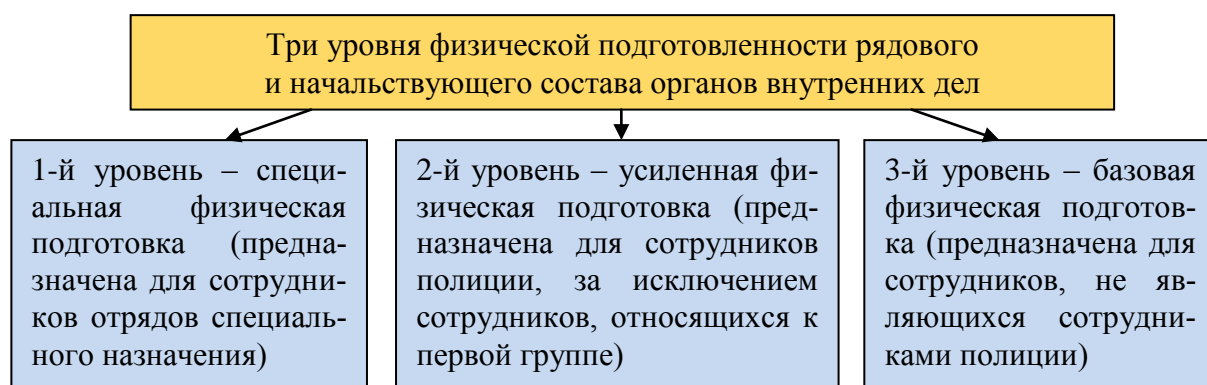 Три уровня физической подготовленности рядового
и начальствующего состава органов внутренних дел
1-й уровень – специ-
альная физическая
подготовка (предна-
значена для сотрудни-
ков отрядов специаль-
ного назначения)
2-й уровень – усиленная фи-
зическая подготовка (пред-
назначена для сотрудников
полиции, за исключением
сотрудников, относящихся к
первой группе)
3-й уровень – базовая
физическая подготов-
ка (предназначена для
сотрудников, не яв-
ляющихся сотрудни-
ками полиции)